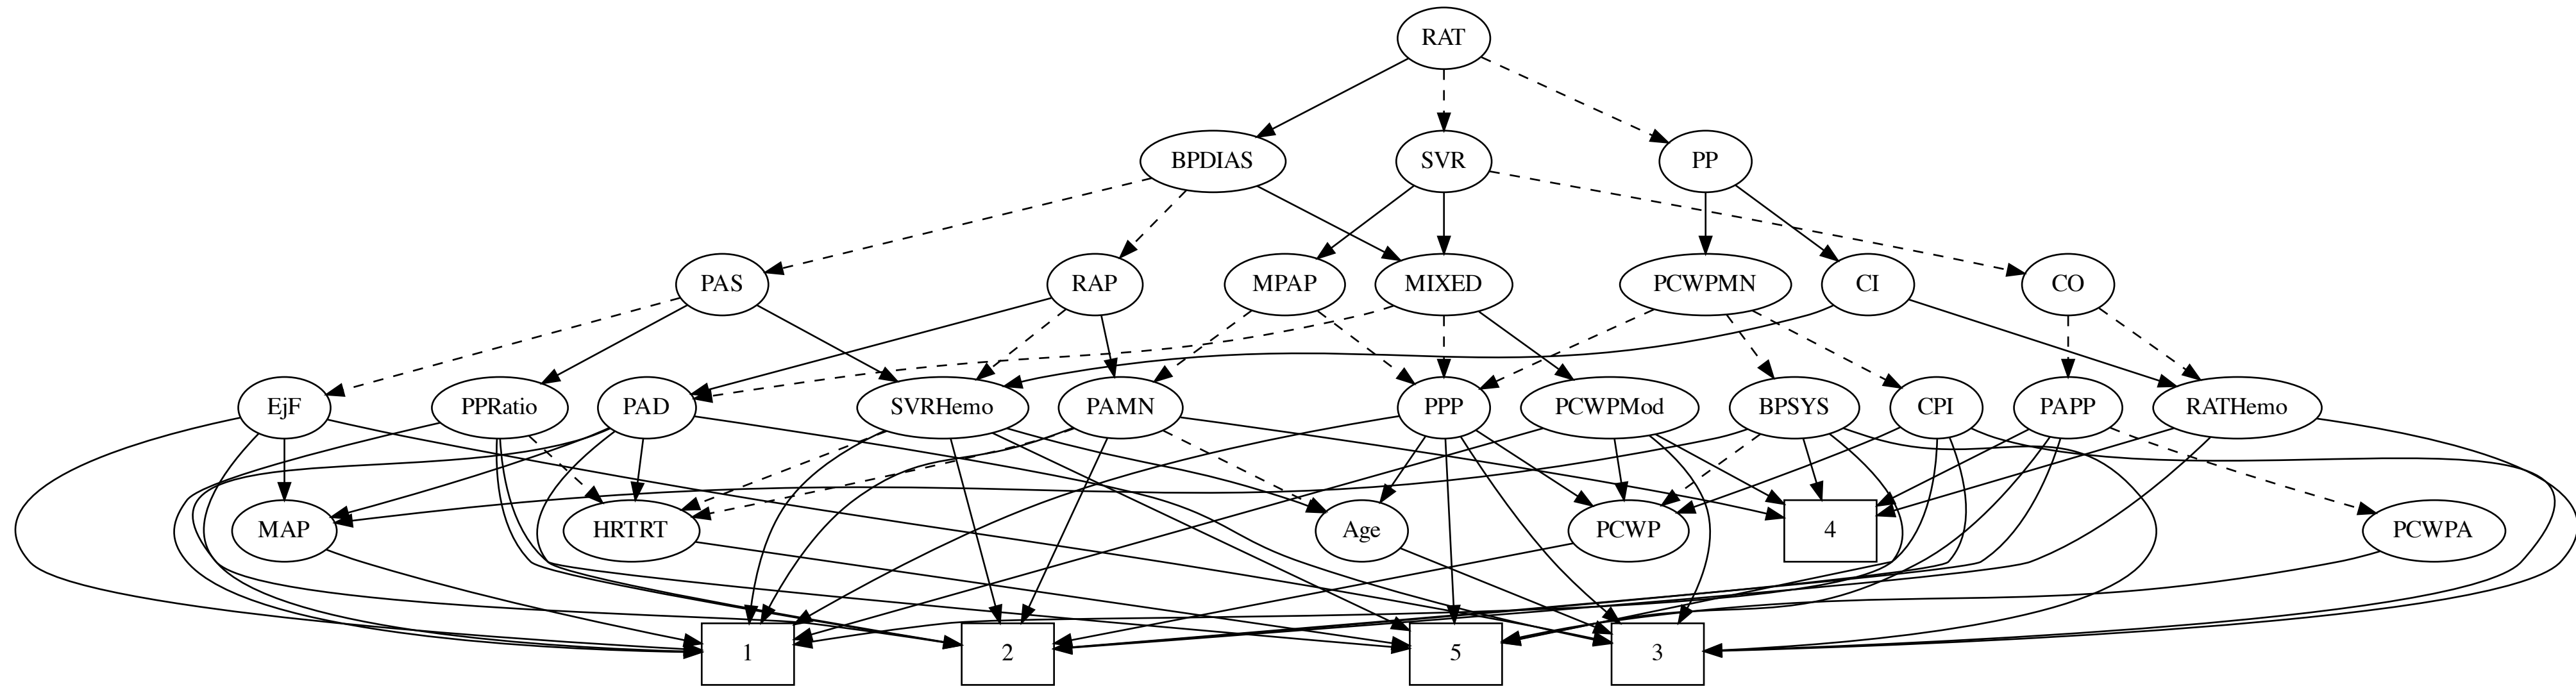 RAT
BPDIAS SVR PP
PAS RAP MPAP MIXED PCWPMN CI CO
EjF PPRatio PAD SVRHemo PAMN PPP PCWPMod BPSYS CPI PAPP RATHemo
MAP HRTRT Age PCWP 4 PCWPA
1 2 5 3